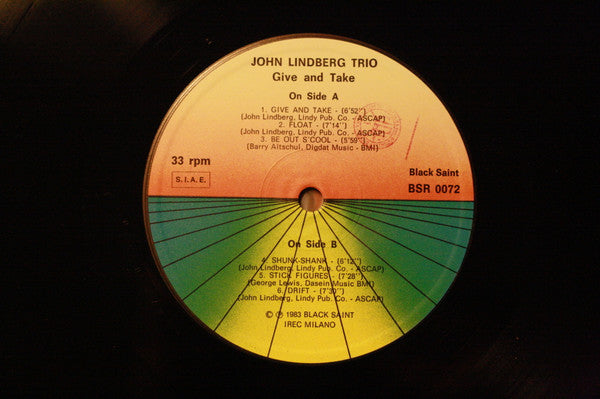 JOHN LINDBERG TRIO
Give and Take
On Side A
1. GIVE AND TAKE - (6'52")
(John Lindberg, Lindy Pub. Co. - ASCAP)
2. FLOAT - (7'14")
(John Lindberg, Lindy Pub. Co. - ASCAP)
3. BE OUT S'COOL - (5'59")
(Barry Altschul, Digdat Music - BMI)
33 rpm
S.I.A.E.
Black Saint
BSR 0072
On Side B
4. SHUNK-SHANK - (6'12")
(John Lindberg, Lindy Pub. Co. - ASCAP)
5. STICK FIGURES - (7'28")
(George Lewis, Dasein Music BMI)
6. DRIFT - (7'30")
(John Lindberg, Lindy Pub. Co. - ASCAP)
© ℗ 1983 BLACK SAINT
IREC MILANO